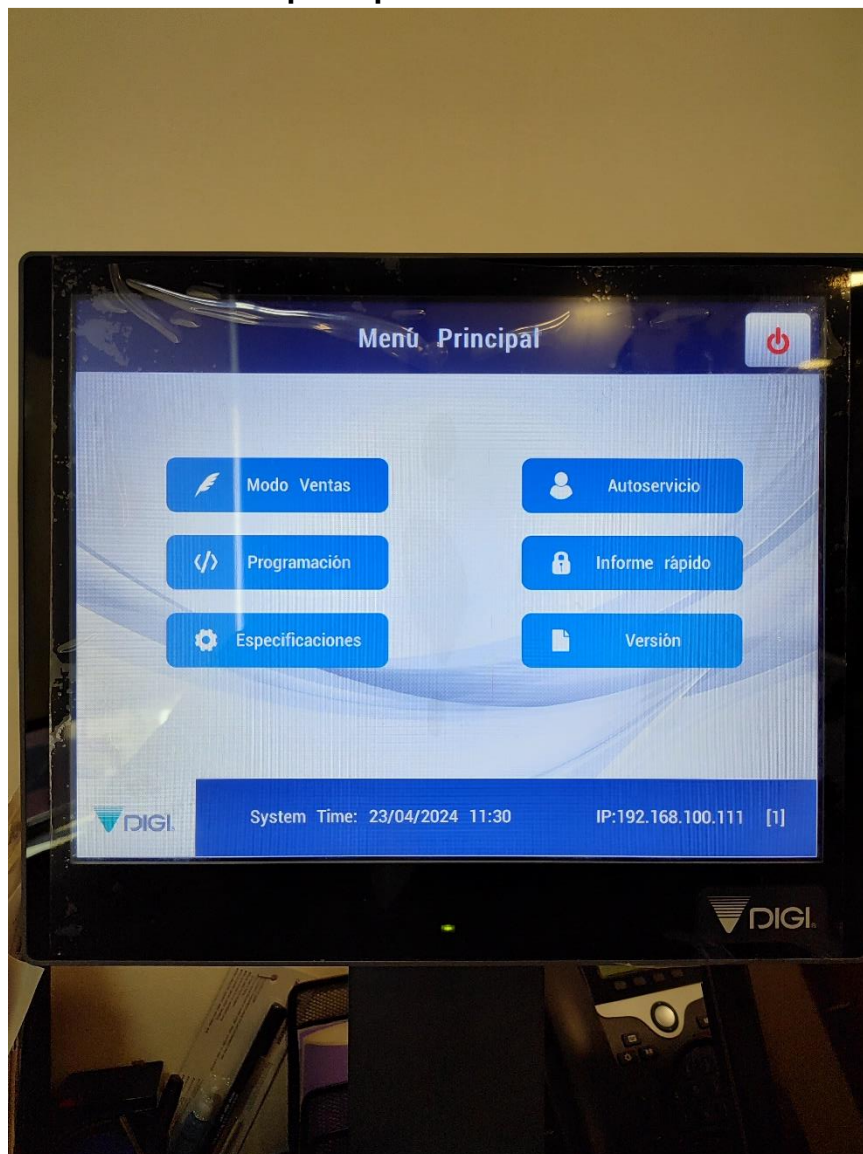 Menú Principal
Modo Ventas
Autoservicio
Programación
Informe rápido
Especificaciones
Versión
DIGI
System Time: 23/04/2024 11:30
IP:192.168.100.111 [1]
DIGI